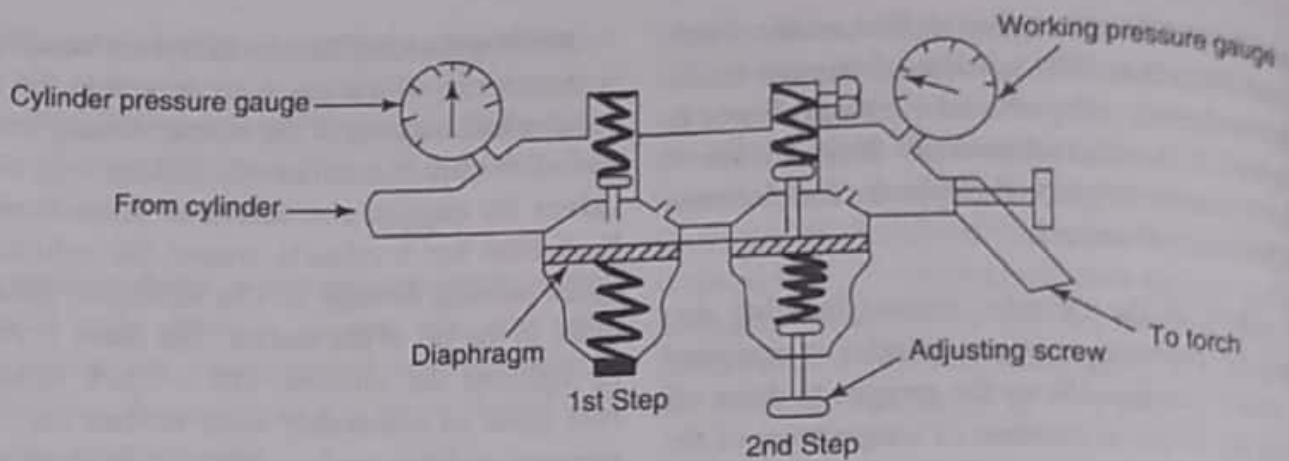 Working pressure gauge
Cylinder pressure gauge
From cylinder
Diaphragm
1st Step
Adjusting screw
To torch
2nd Step